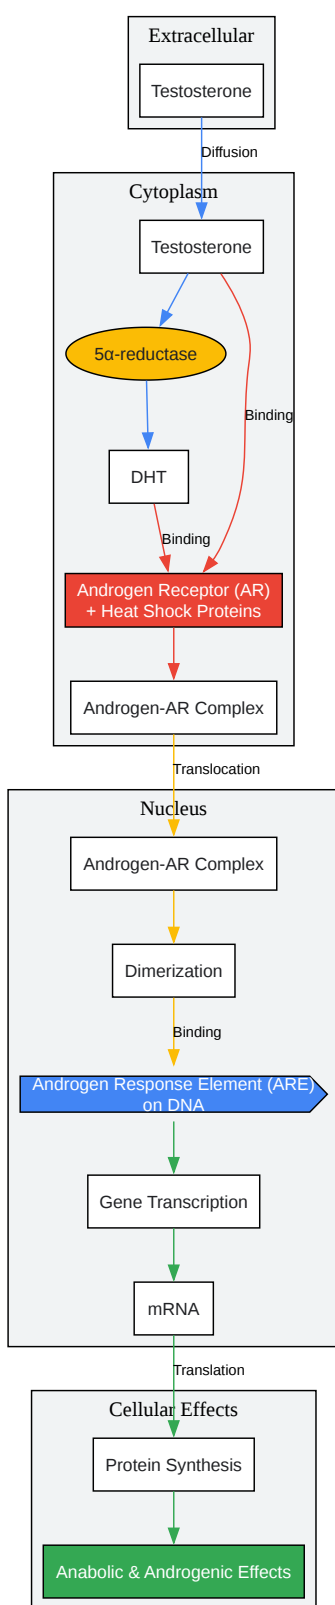 Extracellular
Testosterone
Diffusion
Cytoplasm
Testosterone
5α-reductase
Binding
DHT
Binding
Androgen Receptor (AR)
+ Heat Shock Proteins
Androgen-AR Complex
Translocation
Nucleus
Androgen-AR Complex
Dimerization
Binding
Androgen Response Element (ARE)
on DNA
Gene Transcription
mRNA
Translation
Cellular Effects
Protein Synthesis
Anabolic & Androgenic Effects